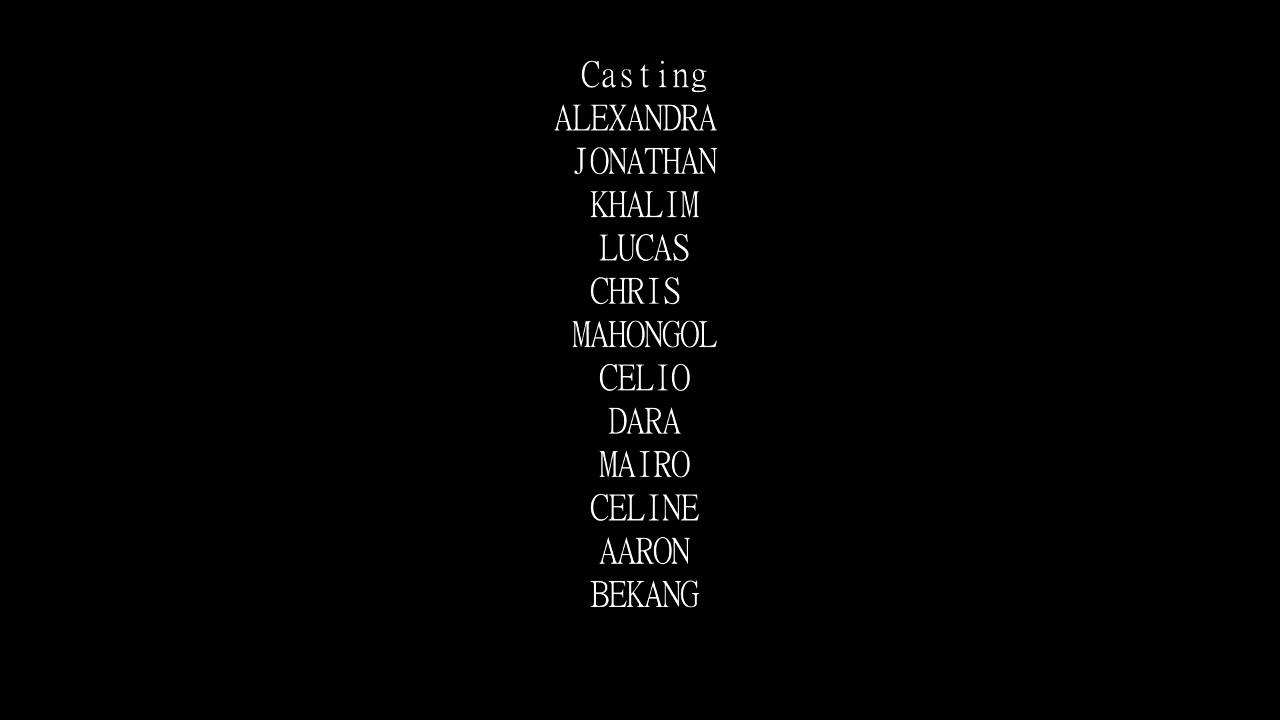 Casting
ALEXANDRA
JONATHAN
KHALIM
LUCAS
CHRIS
MAHONGOL
CELIO
DARA
MAIRO
CELINE
AARON
BEKANG